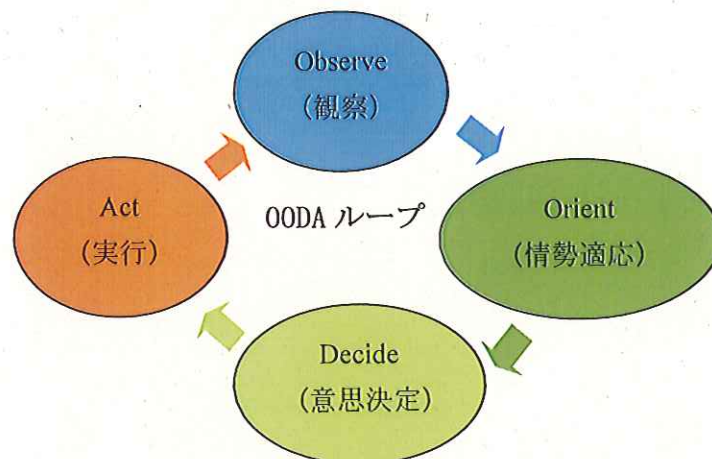 Observe
(観察)
Act
(実行)
OODA ループ
Orient
(情勢適応)
Decide
(意思決定)